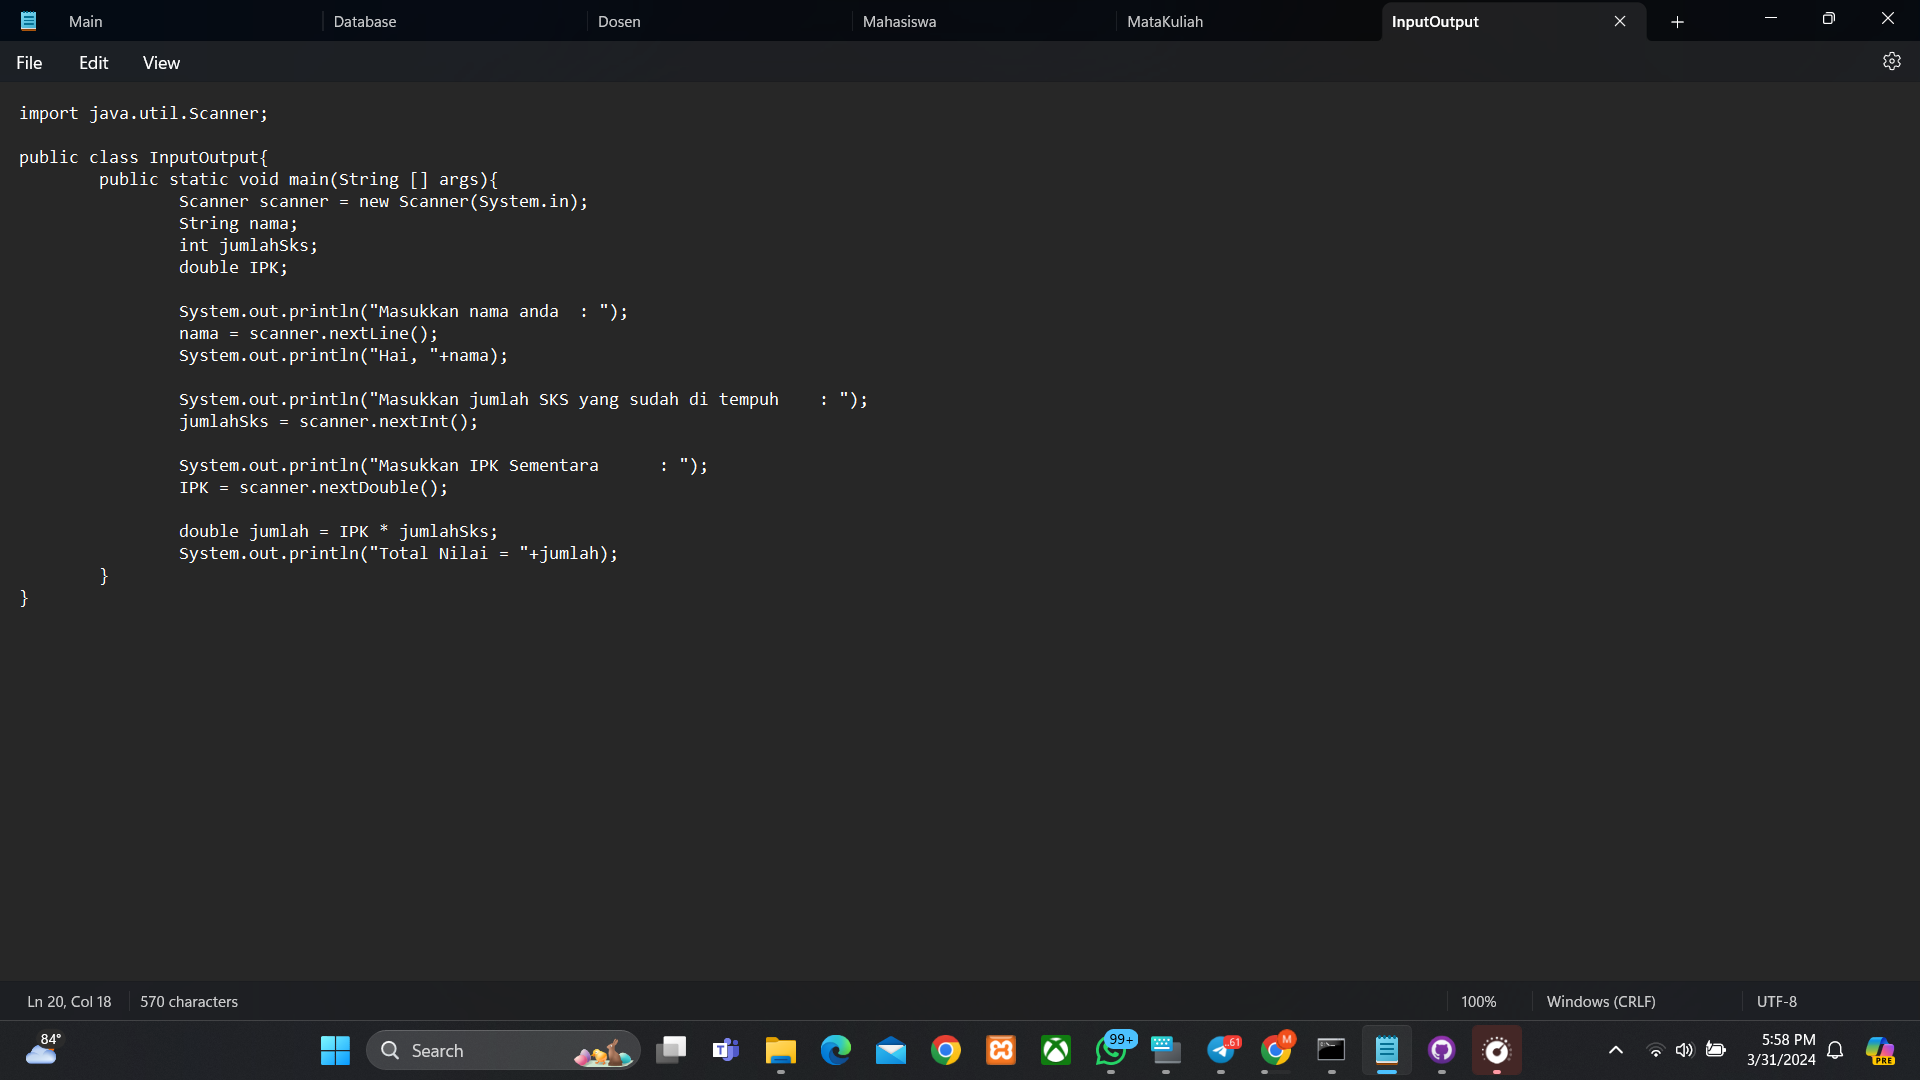 Main Database Dosen Mahasiswa MataKuliah InputOutput
File Edit View
import java.util.Scanner;
public class InputOutput{
public static void main(String [] args){
Scanner scanner = new Scanner(System.in);
String nama;
int jumlahSks;
double IPK;
System.out.println("Masukkan nama anda  : ");
nama = scanner.nextLine();
System.out.println("Hai, "+nama);
System.out.println("Masukkan jumlah SKS yang sudah di tempuh    : ");
jumlahSks = scanner.nextInt();
System.out.println("Masukkan IPK Sementara      : ");
IPK = scanner.nextDouble();
double jumlah = IPK * jumlahSks;
System.out.println("Total Nilai = "+jumlah);
}
}
Ln 20, Col 18 570 characters 100% Windows (CRLF) UTF-8
84° Search 99+ ..61 M 5:58 PM
3/31/2024 PRE